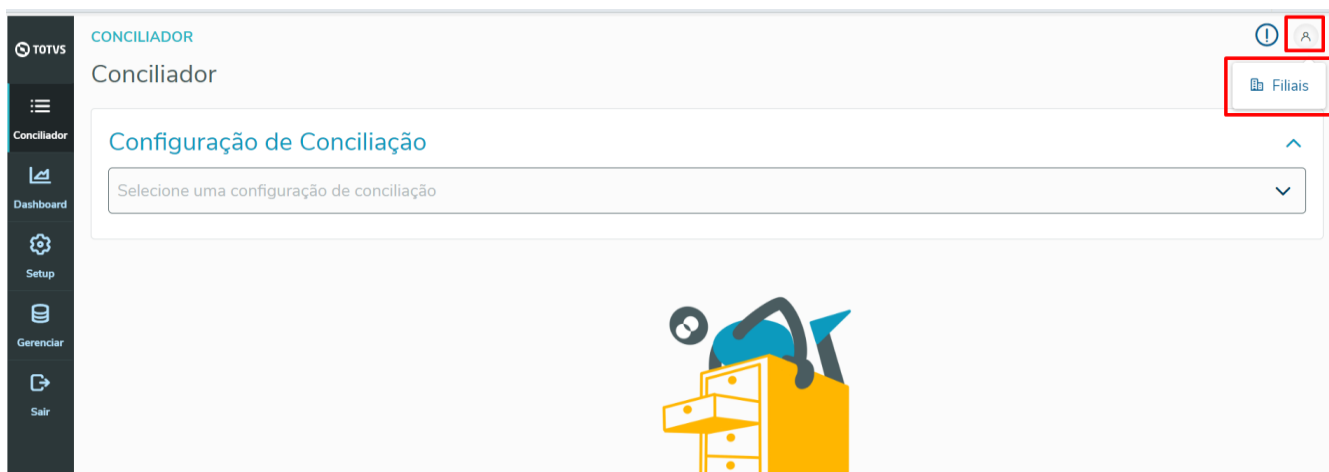 TOTVS
CONCILIADOR
Conciliador
Filiais
Conciliador
Configuração de Conciliação
Selecione uma configuração de conciliação
Dashboard
Setup
Gerenciar
Sair